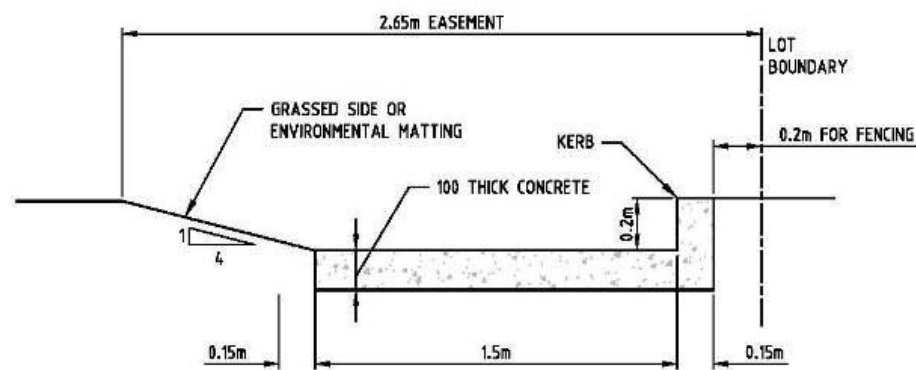 2.65m EASEMENT
LOT
BOUNDARY
GRASSED SIDE OR
ENVIRONMENTAL MATTING
0.2m FOR FENCING
KERB
100 THICK CONCRETE
0.2m
1
4
0.15m
1.5m
0.15m